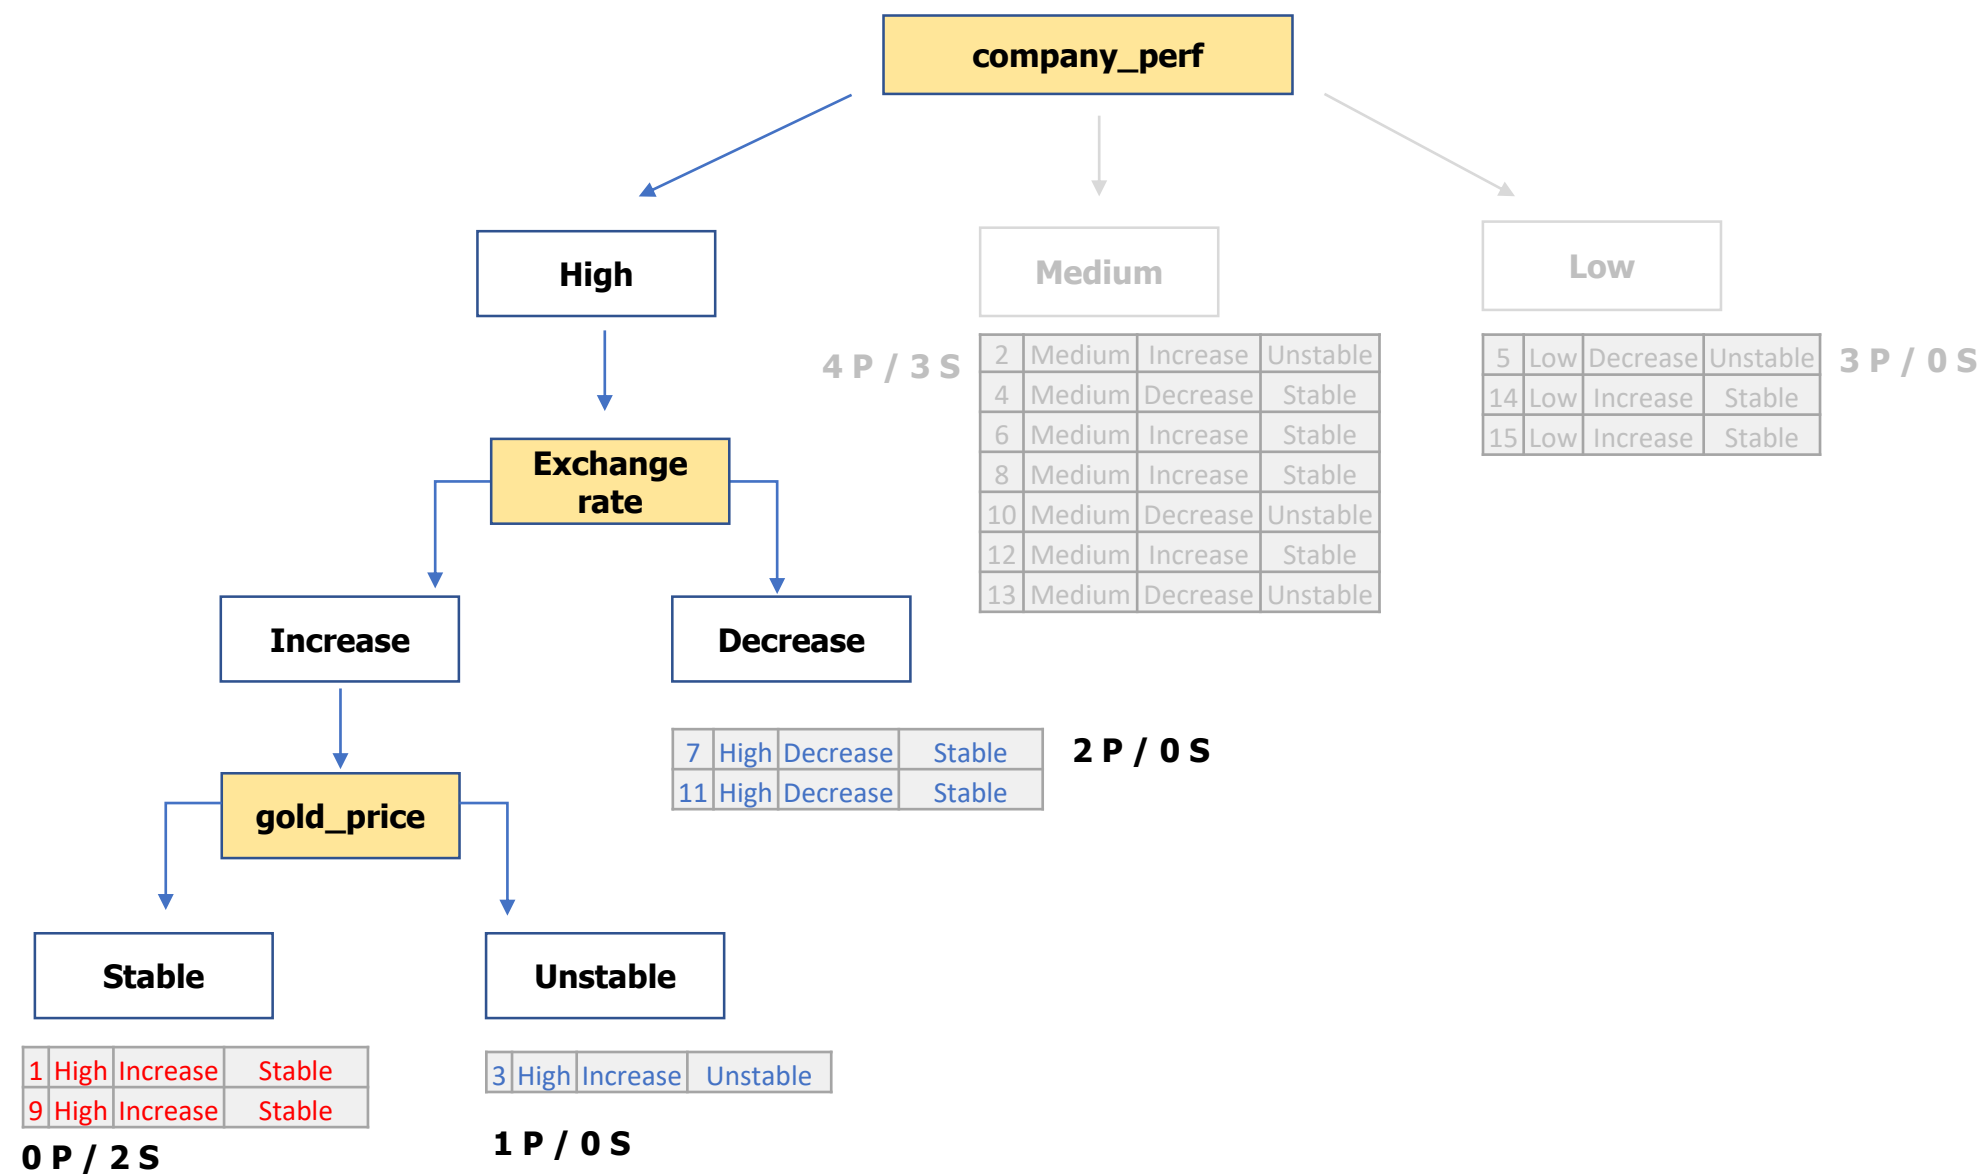 company_perf
High
Medium
Low
4 P / 3 S
2 Medium Increase Unstable
4 Medium Decrease Stable
6 Medium Increase Stable
8 Medium Increase Stable
10 Medium Decrease Unstable
12 Medium Increase Stable
13 Medium Decrease Unstable
5 Low Decrease Unstable
14 Low Increase Stable
15 Low Increase Stable
3 P / 0 S
Exchange
rate
Increase
Decrease
7 High Decrease Stable
11 High Decrease Stable
2 P / 0 S
gold_price
Stable
Unstable
1 High Increase Stable
9 High Increase Stable
0 P / 2 S
3 High Increase Unstable
1 P / 0 S